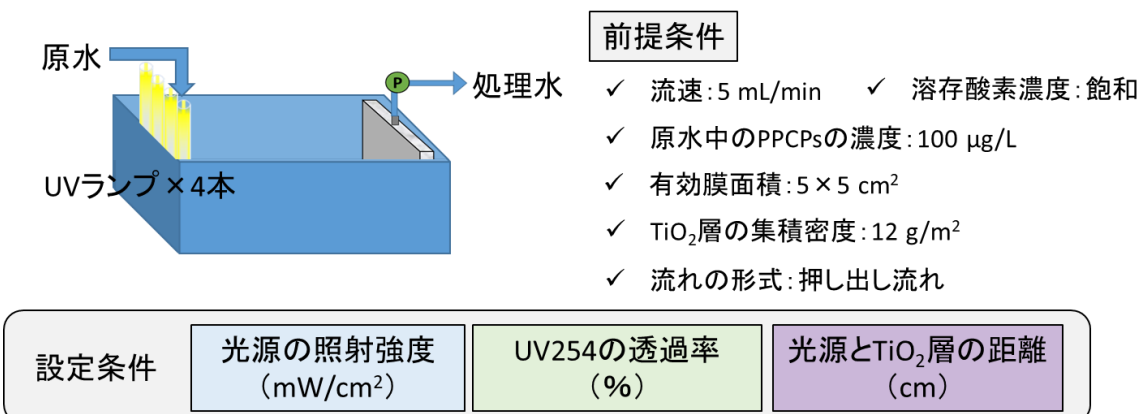 原水
P
処理水
UVランプ×4本
前提条件
✓ 流速:5 mL/min ✓ 溶存酸素濃度:飽和
✓ 原水中のPPCPsの濃度:100 µg/L
✓ 有効膜面積:5×5 cm²
✓ TiO₂層の集積密度:12 g/m²
✓ 流れの形式:押し出し流れ
設定条件
光源の照射強度
(mW/cm²)
UV254の透過率
(%)
光源とTiO₂層の距離
(cm)